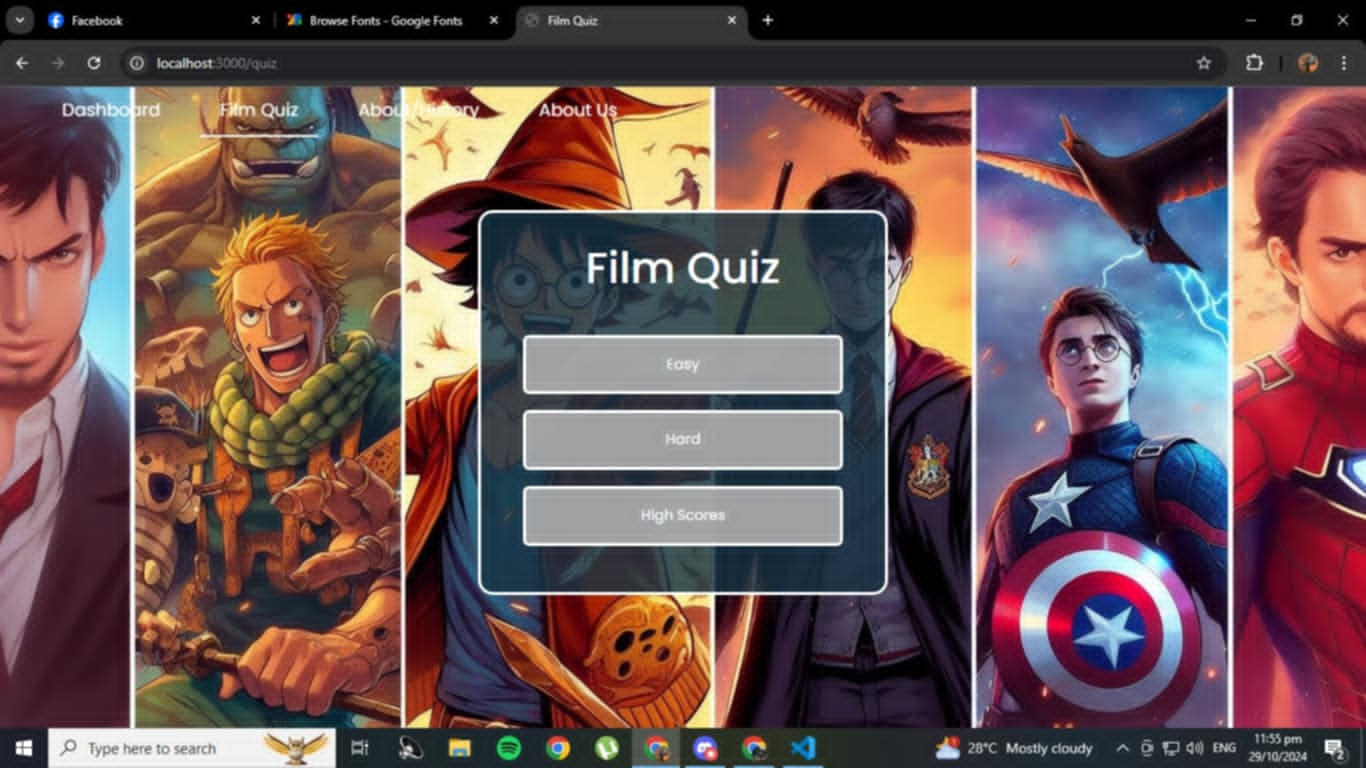 Facebook
Browse Fonts - Google Fonts
Film Quiz
localhost:3000/quiz
Dashboard
Film Quiz
About/History
About Us
Film Quiz
Easy
Hard
High Scores
Type here to search
28°C Mostly cloudy
ENG
11:55 pm
29/10/2024
2